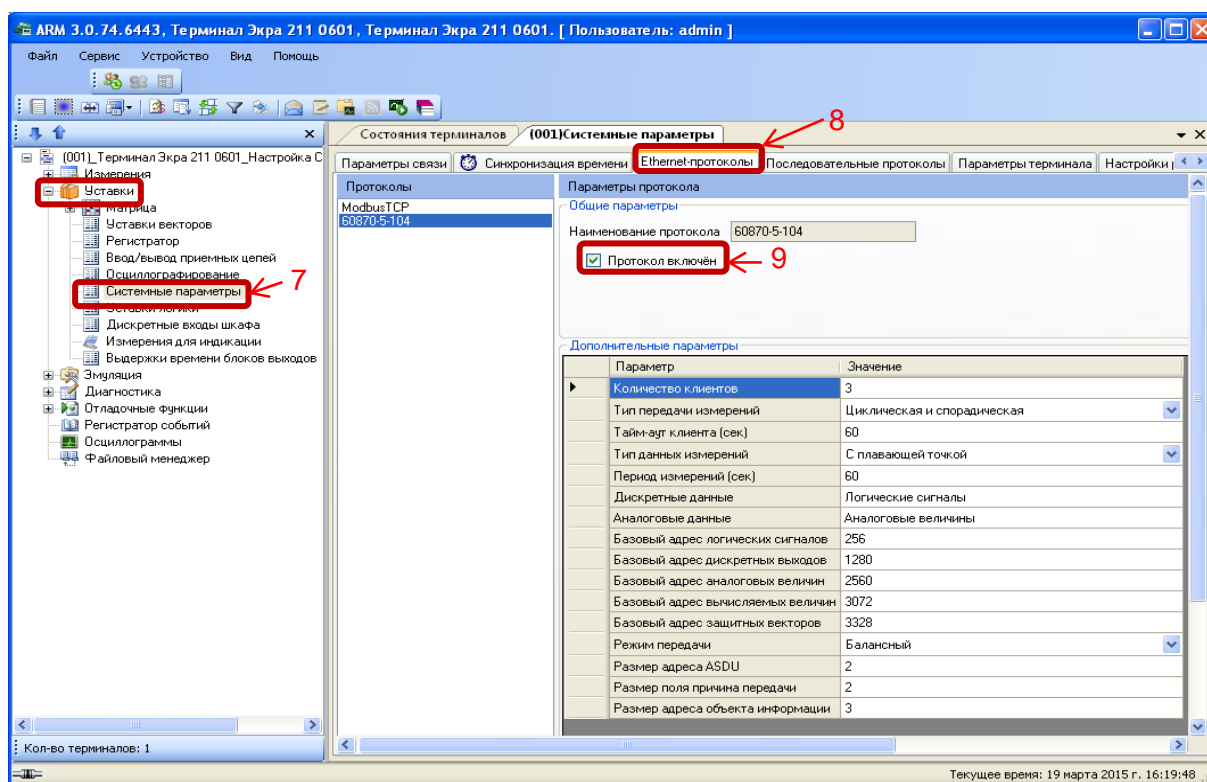 ARM 3.0.74.6443, Терминал Экра 211 0601, Терминал Экра 211 0601. [ Пользователь: admin ]
Файл Сервис Устройство Вид Помощь
8
Состояния терминалов (001)Системные параметры
(001)_Терминал Экра 211 0601_Настройка С
Измерения
Уставки
Матрица
Уставки векторов
Регистратор
Ввод/вывод приемных цепей
Осциллографирование
7
Системные параметры
Уставки логики
Дискретные входы шкафа
Измерения для индикации
Выдержки времени блоков выходов
Эмуляция
Диагностика
Отладочные функции
Регистратор событий
Осциллограммы
Файловый менеджер
Кол-во терминалов: 1
Параметры связи Синхронизация времени Ethernet-протоколы Последовательные протоколы Параметры терминала Настройки
Протоколы
ModbusTCP
60870-5-104
Параметры протокола
Общие параметры
Наименование протокола 60870-5-104
Протокол включён 9
Дополнительные параметры
Параметр Значение
Количество клиентов 3
Тип передачи измерений Циклическая и спорадическая
Тайм-аут клиента (сек) 60
Тип данных измерений С плавающей точкой
Период измерений (сек) 60
Дискретные данные Логические сигналы
Аналоговые данные Аналоговые величины
Базовый адрес логических сигналов 256
Базовый адрес дискретных выходов 1280
Базовый адрес аналоговых величин 2560
Базовый адрес вычисляемых величин 3072
Базовый адрес защитных векторов 3328
Режим передачи Балансный
Размер адреса ASDU 2
Размер поля причина передачи 2
Размер адреса объекта информации 3
Текущее время: 19 марта 2015 г. 16:19:48